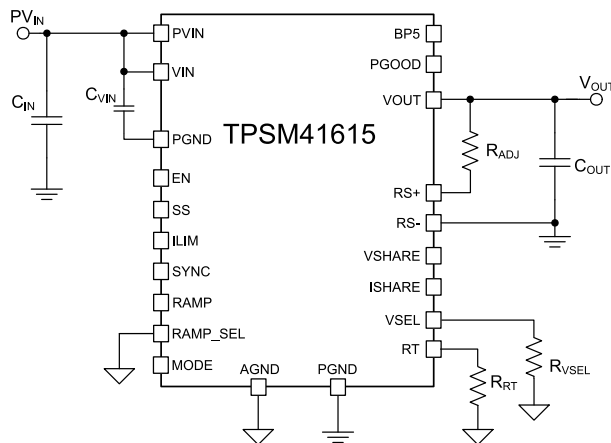 PVIN
CIN
CVIN
TPSM41615
PVIN
VIN
PGND
EN
SS
ILIM
SYNC
RAMP
RAMP_SEL
MODE
AGND
PGND
BP5
PGOOD
VOUT
RS+
RS-
VSHARE
ISHARE
VSEL
RT
VOUT
RADJ
COUT
RRT
RVSEL